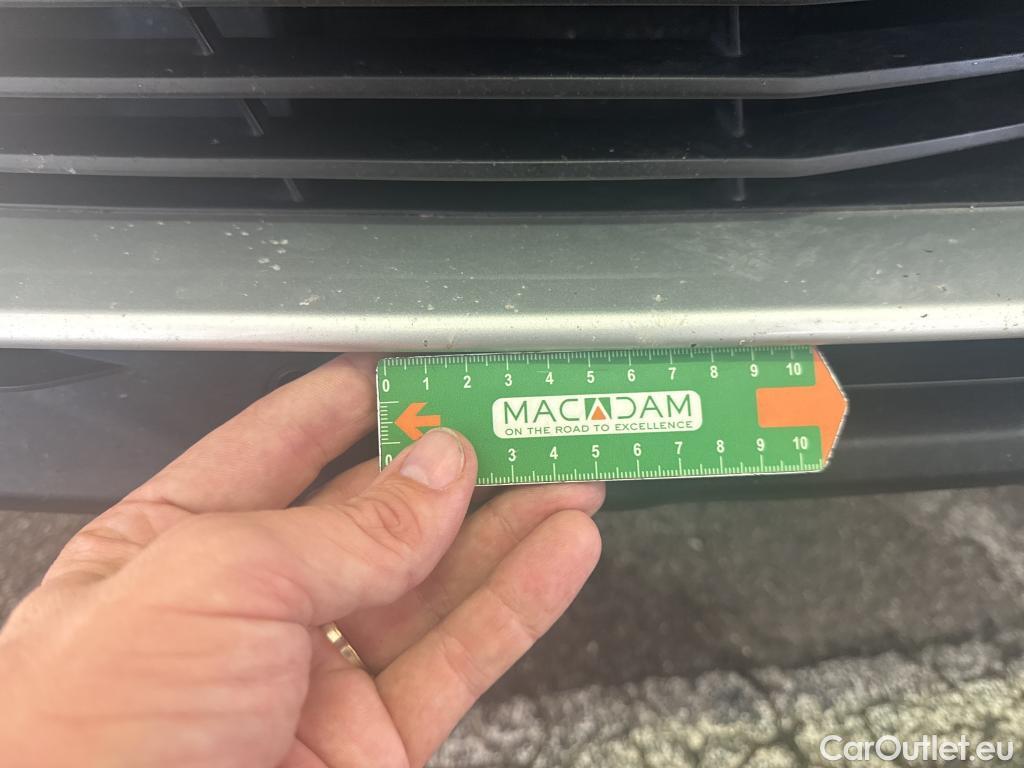 0 1 2 3 4 5 6 7 8 9 10
MACADAM
ON THE ROAD TO EXCELLENCE
0 3 4 5 6 7 8 9 10
CarOutlet.eu